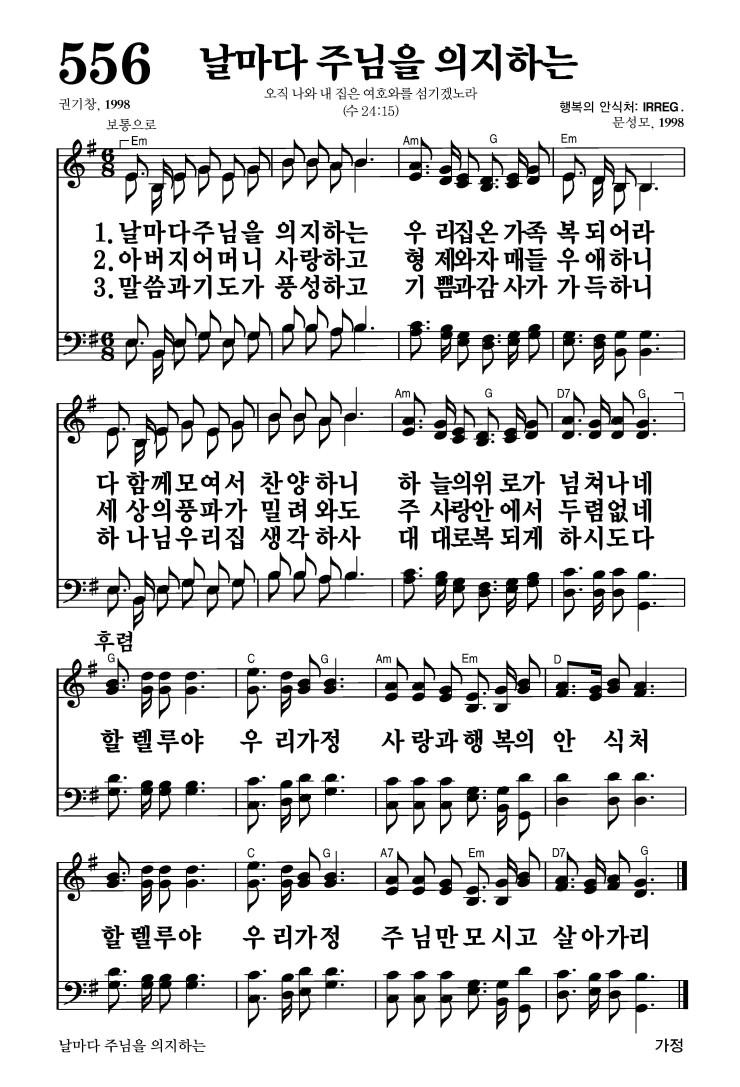 556 날마다 주님을 의지하는
권기창, 1998
오직 나와 내 집은 여호와를 섬기겠노라
(수 24:15)
행복의 안식처: IRREG.
문성모, 1998
보통으로
Em Am G Em
1. 날마다주님을 의지하는 우 리집온 가족 복 되어라
2. 아버지어머니 사랑하고 형 제와자 매들 우 애하니
3. 말씀과기도가 풍성하고 기 쁨과감 사가 가 득하니
Am G D7 G
다 함께모여서 찬양하니 하 늘의위 로가 넘쳐나네
세 상의풍파가 밀려와도 주 사랑안 에서 두렴없네
하 나님우리집 생각하사 대 대로복 되게 하시도다
후렴
G C G Am Em D
할 렐루야 우 리가정 사 랑과행 복의 안 식처
C G A7 Em D7 G
할 렐루야 우 리가정 주 님만모 시고 살아가리
날마다 주님을 의지하는 가정